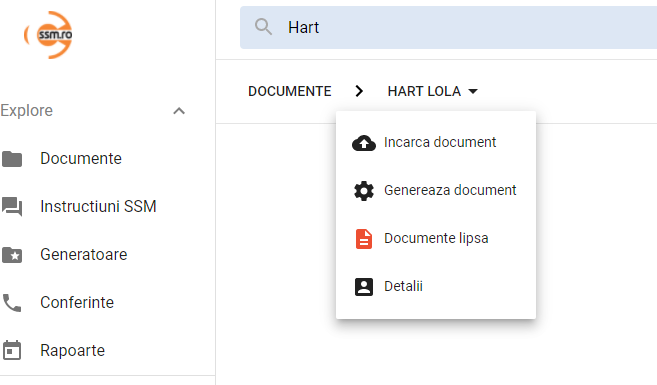 ssm.ro
Hart
DOCUMENTE
HART LOLA
Explore
Documente
Instructiuni SSM
Generatoare
Conferinte
Rapoarte
Incarca document
Genereaza document
Documente lipsa
Detalii